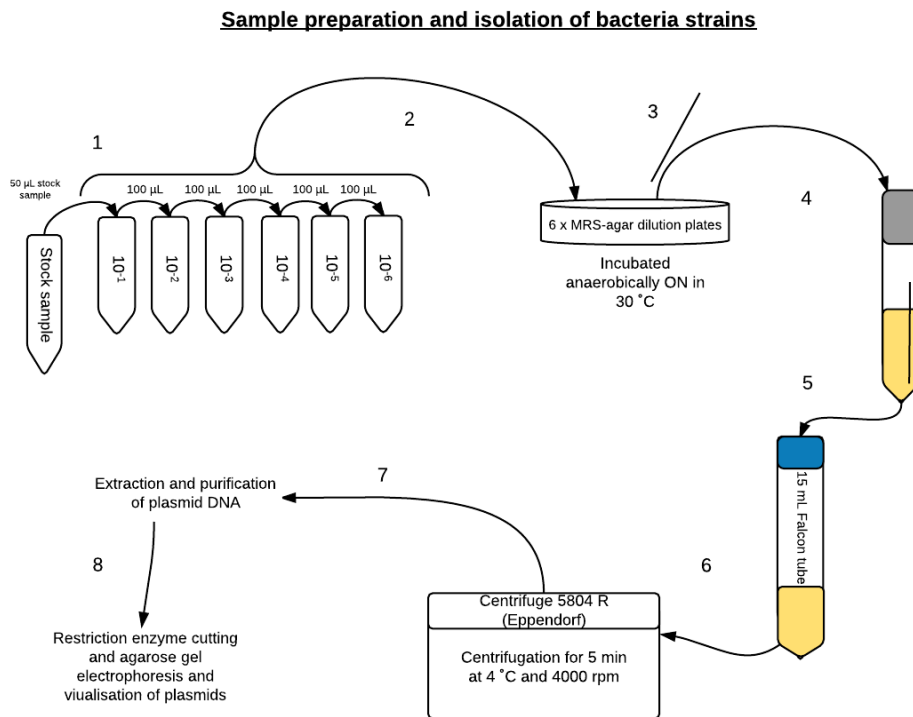 Sample preparation and isolation of bacteria strains
1
2
3
4
50 µL stock
sample
100 µL
100 µL
100 µL
100 µL
100 µL
Stock sample
10⁻¹
10⁻²
10⁻³
10⁻⁴
10⁻⁵
10⁻⁶
6 x MRS-agar dilution plates
Incubated
anaerobically ON in
30 ˚C
5
15 mL Falcon tube
6
Centrifuge 5804 R
(Eppendorf)
Centrifugation for 5 min
at 4 ˚C and 4000 rpm
7
Extraction and purification
of plasmid DNA
8
Restriction enzyme cutting
and agarose gel
electrophoresis and
viualisation of plasmids